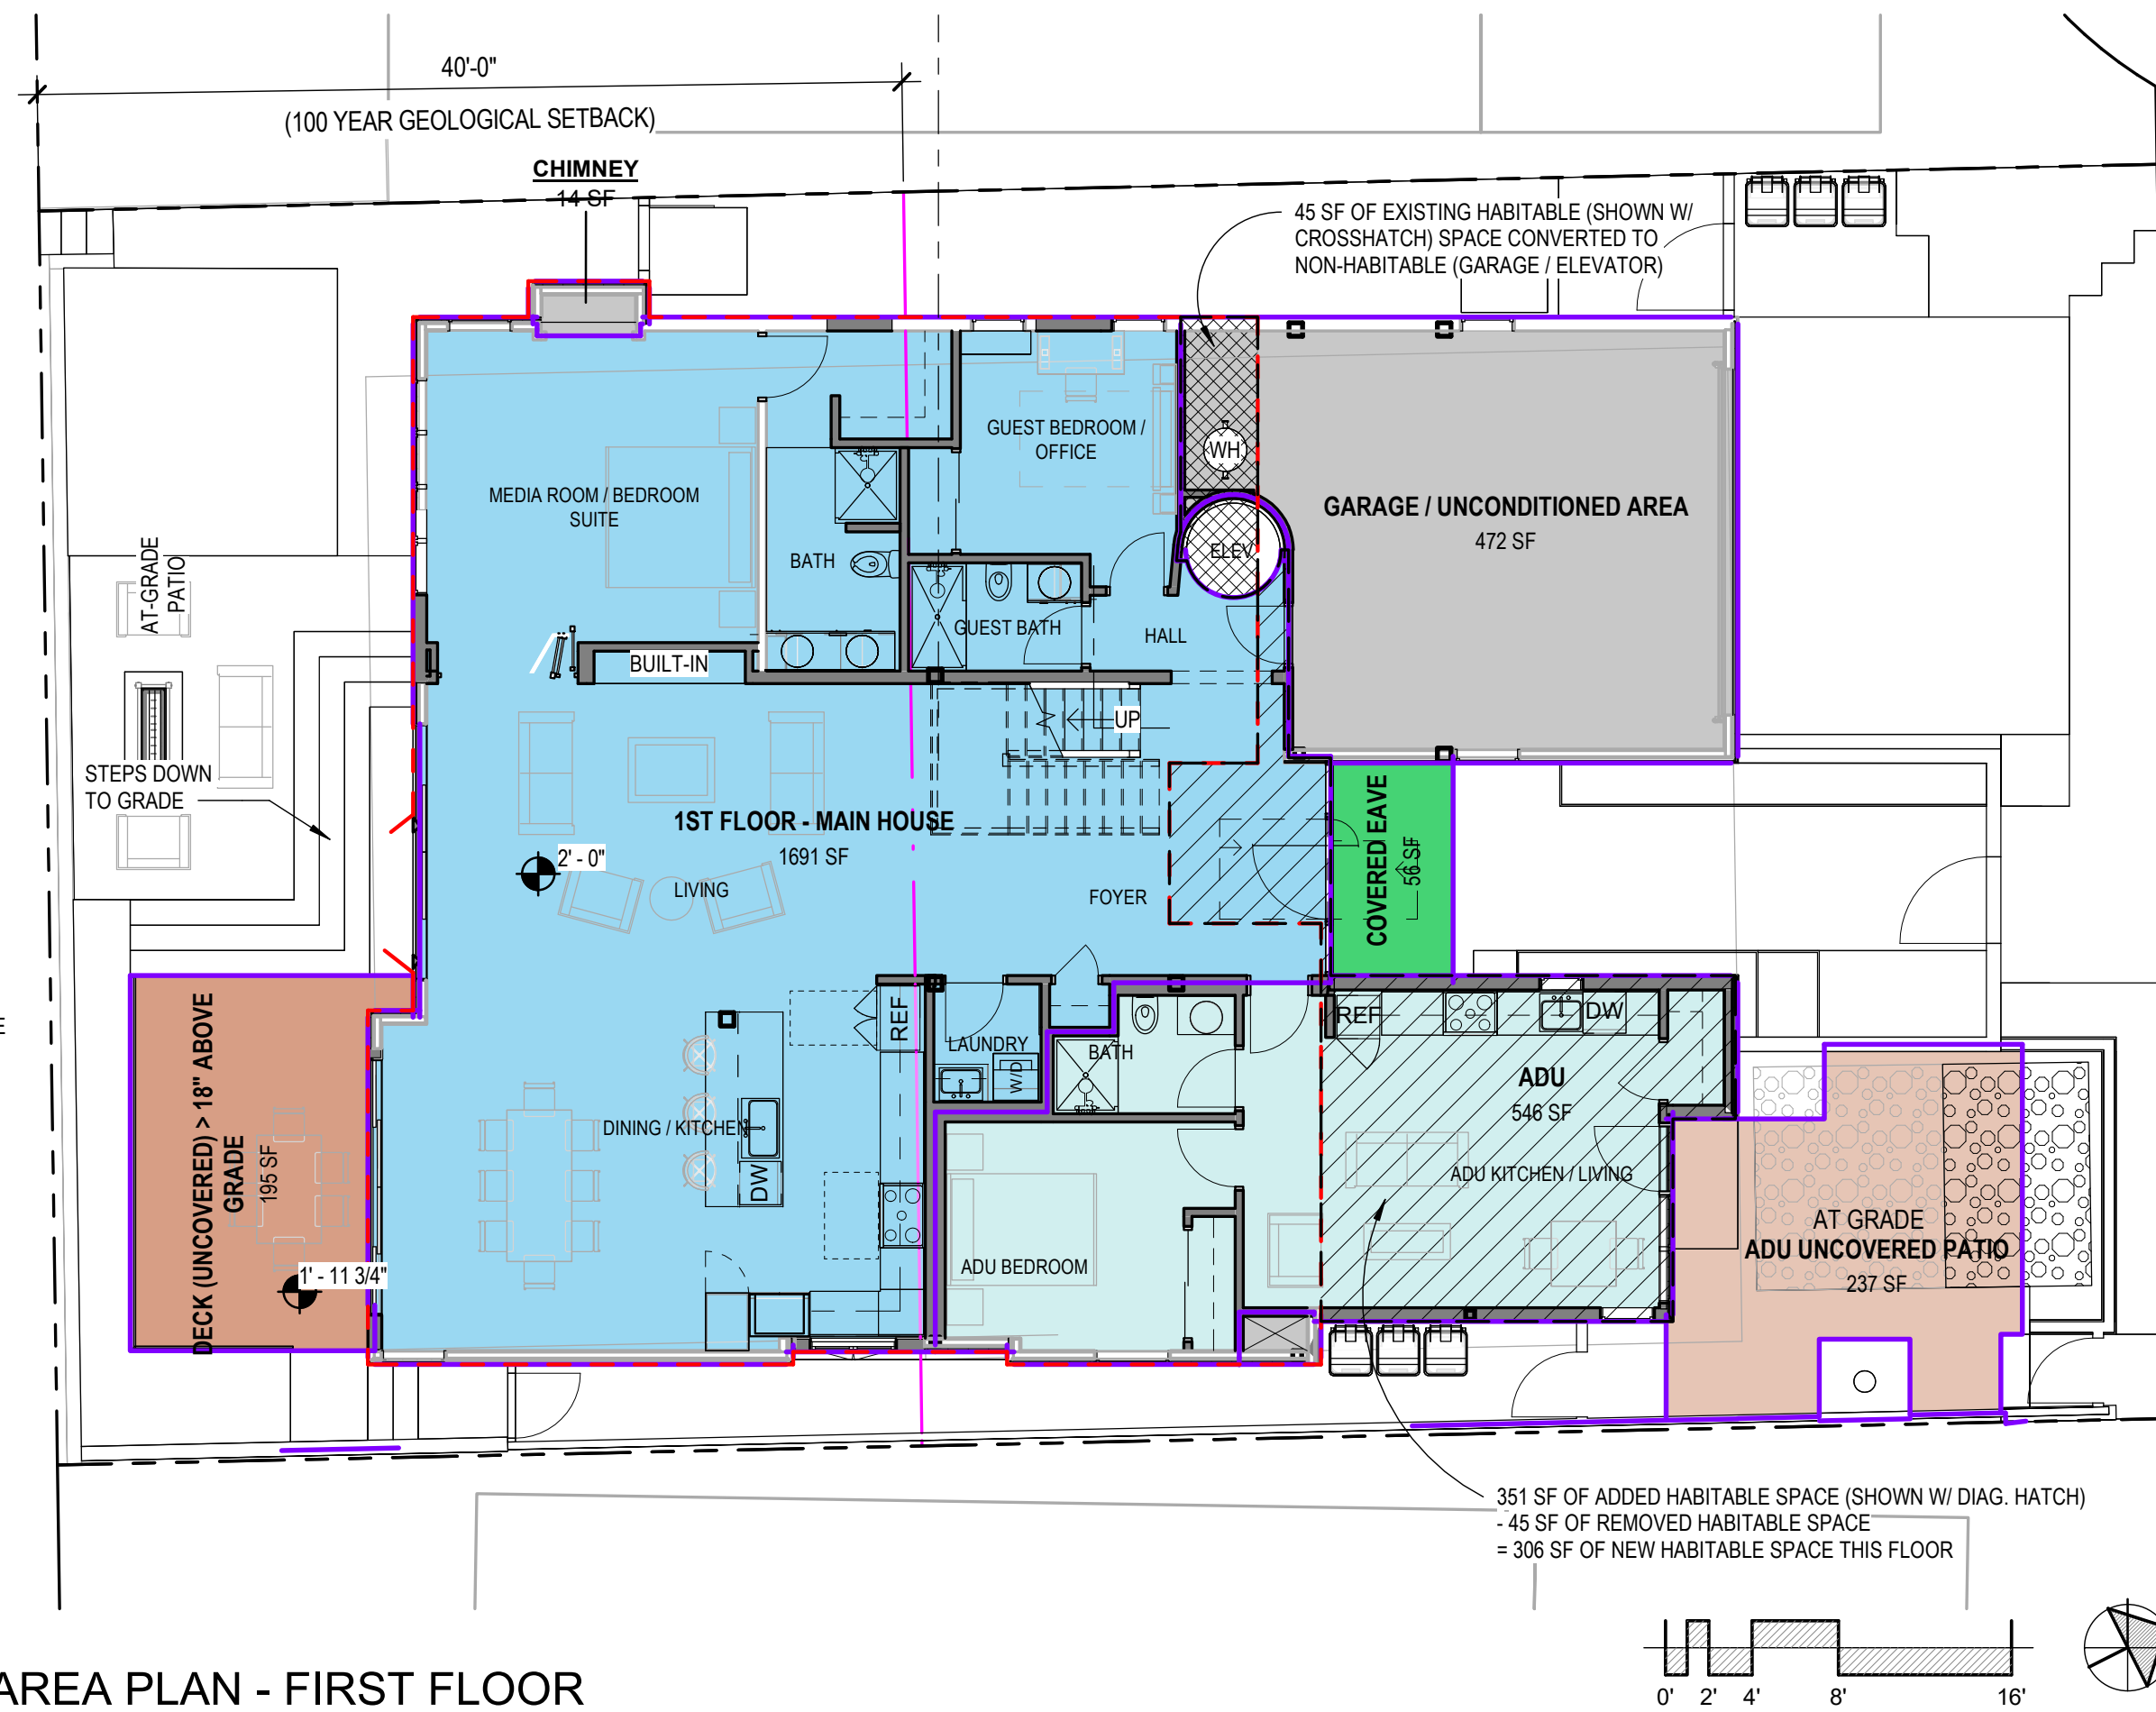 40'-0"
(100 YEAR GEOLOGICAL SETBACK)
CHIMNEY
14 SF
45 SF OF EXISTING HABITABLE (SHOWN W/
CROSSHATCH) SPACE CONVERTED TO
NON-HABITABLE (GARAGE / ELEVATOR)
GUEST BEDROOM /
OFFICE
WH
MEDIA ROOM / BEDROOM
SUITE
GARAGE / UNCONDITIONED AREA
472 SF
AT-GRADE
PATIO
BATH
ELEV
GUEST BATH
HALL
BUILT-IN
UP
STEPS DOWN
TO GRADE
1ST FLOOR - MAIN HOUSE
1691 SF
2' - 0"
LIVING
FOYER
COVERED EAVE
56 SF
DECK (UNCOVERED) > 18" ABOVE
GRADE
195 SF
1' - 11 3/4"
E
REF
LAUNDRY
W/D
BATH
REF
DW
ADU
546 SF
DINING / KITCHEN
DW
ADU KITCHEN / LIVING
ADU BEDROOM
AT GRADE
ADU UNCOVERED PATIO
237 SF
351 SF OF ADDED HABITABLE SPACE (SHOWN W/ DIAG. HATCH)
- 45 SF OF REMOVED HABITABLE SPACE
= 306 SF OF NEW HABITABLE SPACE THIS FLOOR
AREA PLAN - FIRST FLOOR
0' 2' 4' 8' 16'